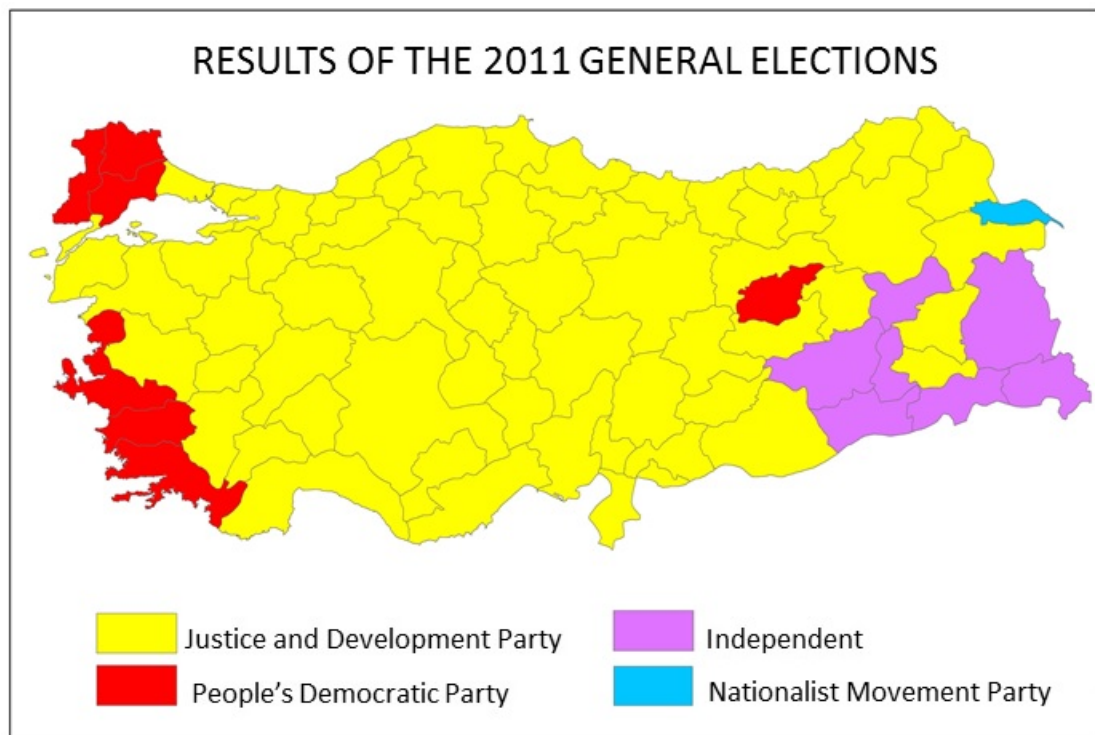 RESULTS OF THE 2011 GENERAL ELECTIONS
Justice and Development Party
Independent
People's Democratic Party
Nationalist Movement Party